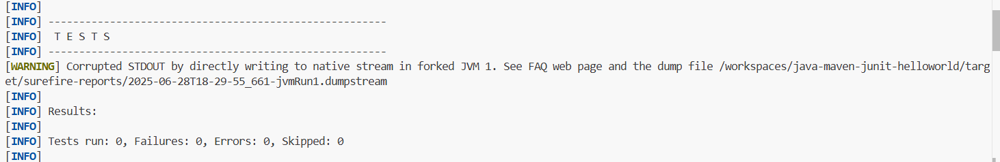 [INFO]
[INFO] -------------------------------------------------------
[INFO]  T E S T S
[INFO] -------------------------------------------------------
[WARNING] Corrupted STDOUT by directly writing to native stream in forked JVM 1. See FAQ web page and the dump file /workspaces/java-maven-junit-helloworld/targ
et/surefire-reports/2025-06-28T18-29-55_661-jvmRun1.dumpstream
[INFO]
[INFO] Results:
[INFO]
[INFO] Tests run: 0, Failures: 0, Errors: 0, Skipped: 0
[INFO]